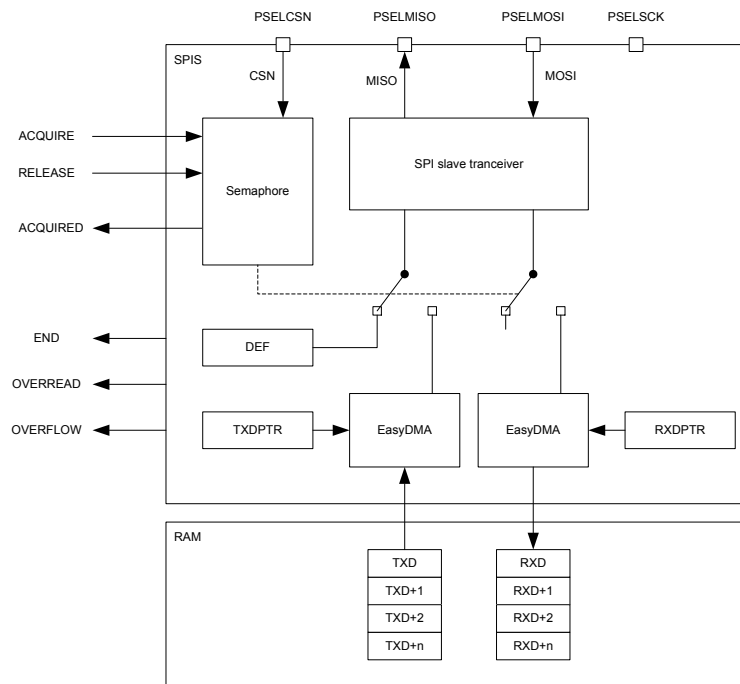 PSELCSN
PSELMISO
PSELMOSI
PSELSCK
SPIS
CSN
MISO
MOSI
ACQUIRE
RELEASE
ACQUIRED
Semaphore
SPI slave tranceiver
END
OVERREAD
OVERFLOW
DEF
TXDPTR
EasyDMA
EasyDMA
RXDPTR
RAM
TXD
TXD+1
TXD+2
TXD+n
RXD
RXD+1
RXD+2
RXD+n